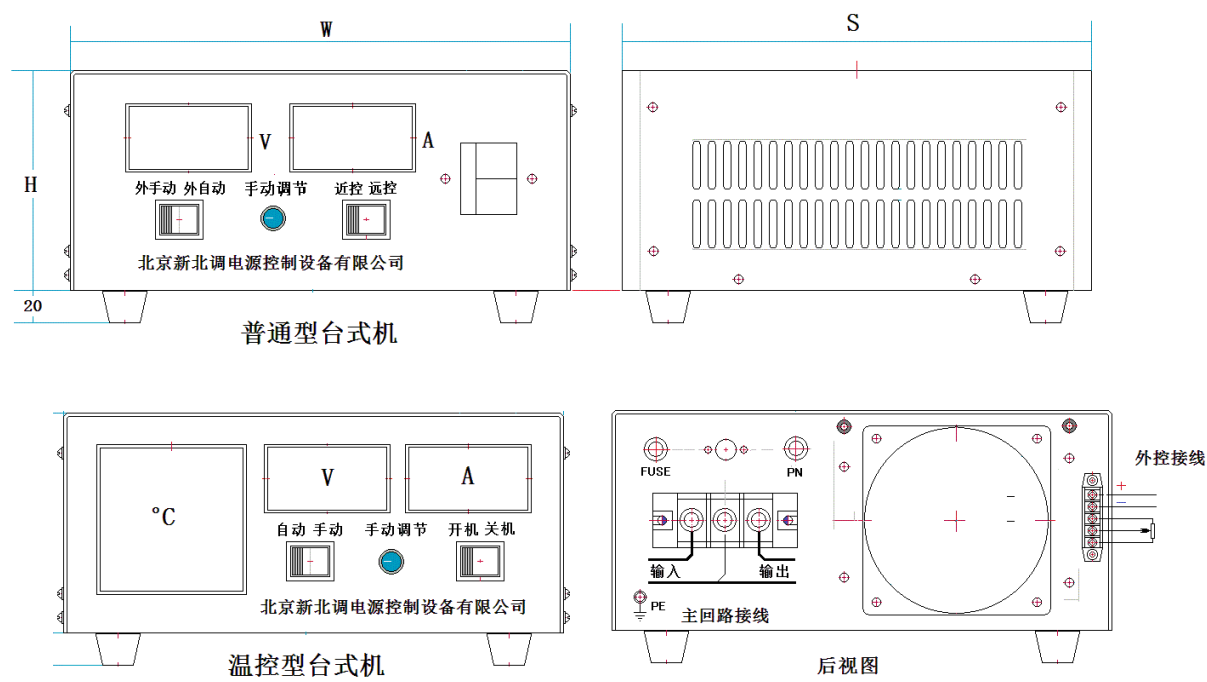 W
S
H
V
A
外手动 外自动 手动调节 近控 远控
北京新北调电源控制设备有限公司
20
普通型台式机
°C
V
A
自动 手动 手动调节 开机 关机
北京新北调电源控制设备有限公司
温控型台式机
FUSE
PN
外控接线
+
−
输入
输出
PE
主回路接线
后视图